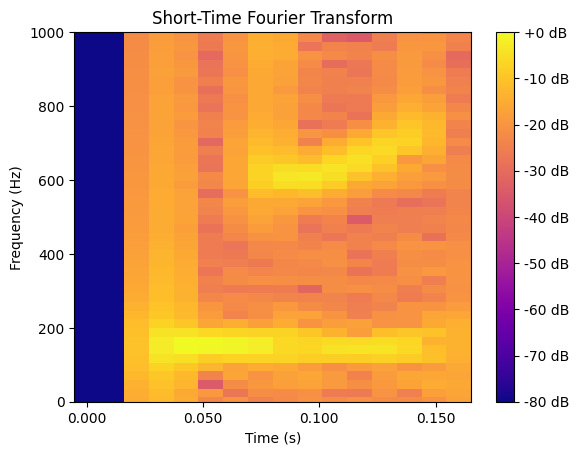 Short-Time Fourier Transform
Frequency (Hz)
1000
800
600
400
200
0
0.000
0.050
0.100
0.150
Time (s)
+0 dB
-10 dB
-20 dB
-30 dB
-40 dB
-50 dB
-60 dB
-70 dB
-80 dB